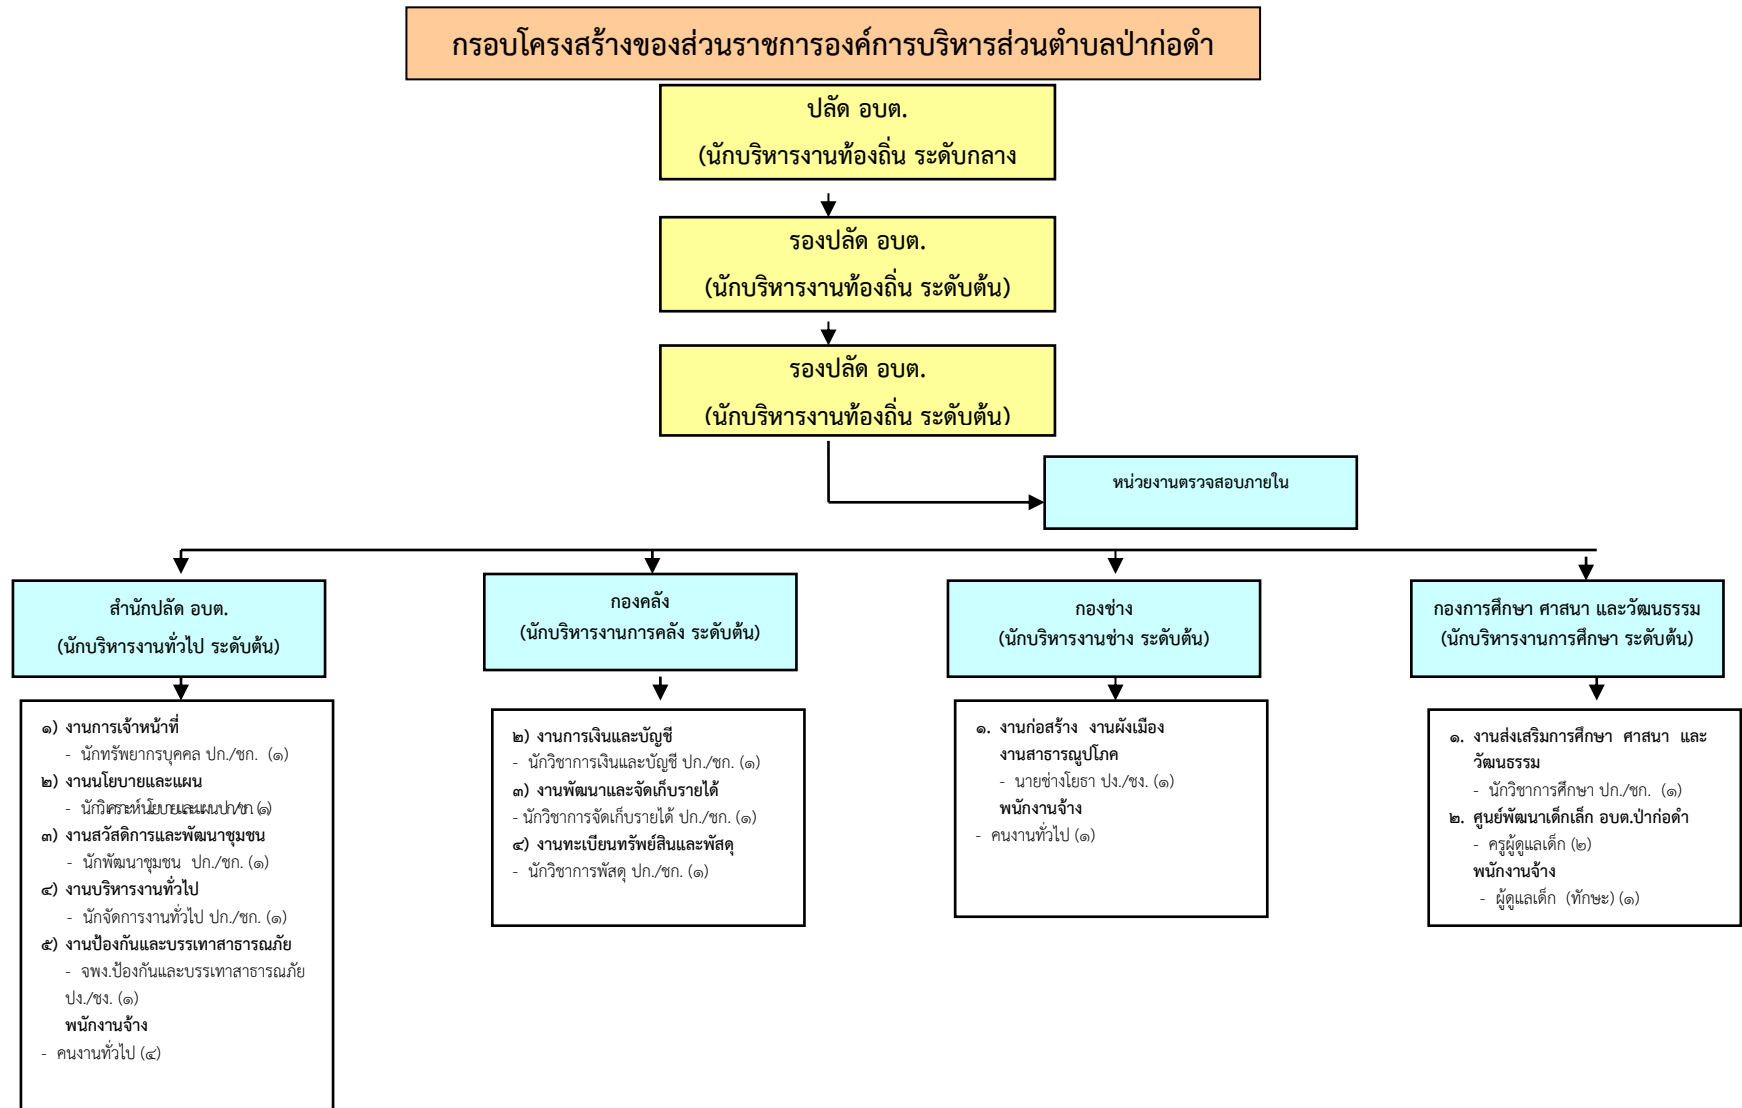 กรอบโครงสร้างของส่วนราชการองค์การบริหารส่วนตำบลป่าก่อดำ
ปลัด อบต.
(นักบริหารงานท้องถิ่น ระดับกลาง
รองปลัด อบต.
(นักบริหารงานท้องถิ่น ระดับต้น)
รองปลัด อบต.
(นักบริหารงานท้องถิ่น ระดับต้น)
หน่วยงานตรวจสอบภายใน
สำนักปลัด อบต.
(นักบริหารงานทั่วไป ระดับต้น)
๑) งานการเจ้าหน้าที่
- นักทรัพยากรบุคคล ปก./ชก. (๑)
๒) งานนโยบายและแผน
- นักวิเคราะห์นโยบายและแผน ปก/ชก (๑)
๓) งานสวัสดิการและพัฒนาชุมชน
- นักพัฒนาชุมชน ปก./ชก. (๑)
๔) งานบริหารงานทั่วไป
- นักจัดการงานทั่วไป ปก./ชก. (๑)
๕) งานป้องกันและบรรเทาสาธารณภัย
- จพง.ป้องกันและบรรเทาสาธารณภัย
ปง./ชง. (๑)
พนักงานจ้าง
- คนงานทั่วไป (๔)
กองคลัง
(นักบริหารงานการคลัง ระดับต้น)
๒) งานการเงินและบัญชี
- นักวิชาการเงินและบัญชี ปก./ชก. (๑)
๓) งานพัฒนาและจัดเก็บรายได้
- นักวิชาการจัดเก็บรายได้ ปก./ชก. (๑)
๔) งานทะเบียนทรัพย์สินและพัสดุ
- นักวิชาการพัสดุ ปก./ชก. (๑)
กองช่าง
(นักบริหารงานช่าง ระดับต้น)
๑. งานก่อสร้าง งานผังเมือง
งานสาธารณูปโภค
- นายช่างโยธา ปง./ชง. (๑)
พนักงานจ้าง
- คนงานทั่วไป (๑)
กองการศึกษา ศาสนา และวัฒนธรรม
(นักบริหารงานการศึกษา ระดับต้น)
๑. งานส่งเสริมการศึกษา ศาสนา และ
วัฒนธรรม
- นักวิชาการศึกษา ปก./ชก. (๑)
๒. ศูนย์พัฒนาเด็กเล็ก อบต.ป่าก่อดำ
- ครูผู้ดูแลเด็ก (๒)
พนักงานจ้าง
- ผู้ดูแลเด็ก (ทักษะ) (๑)